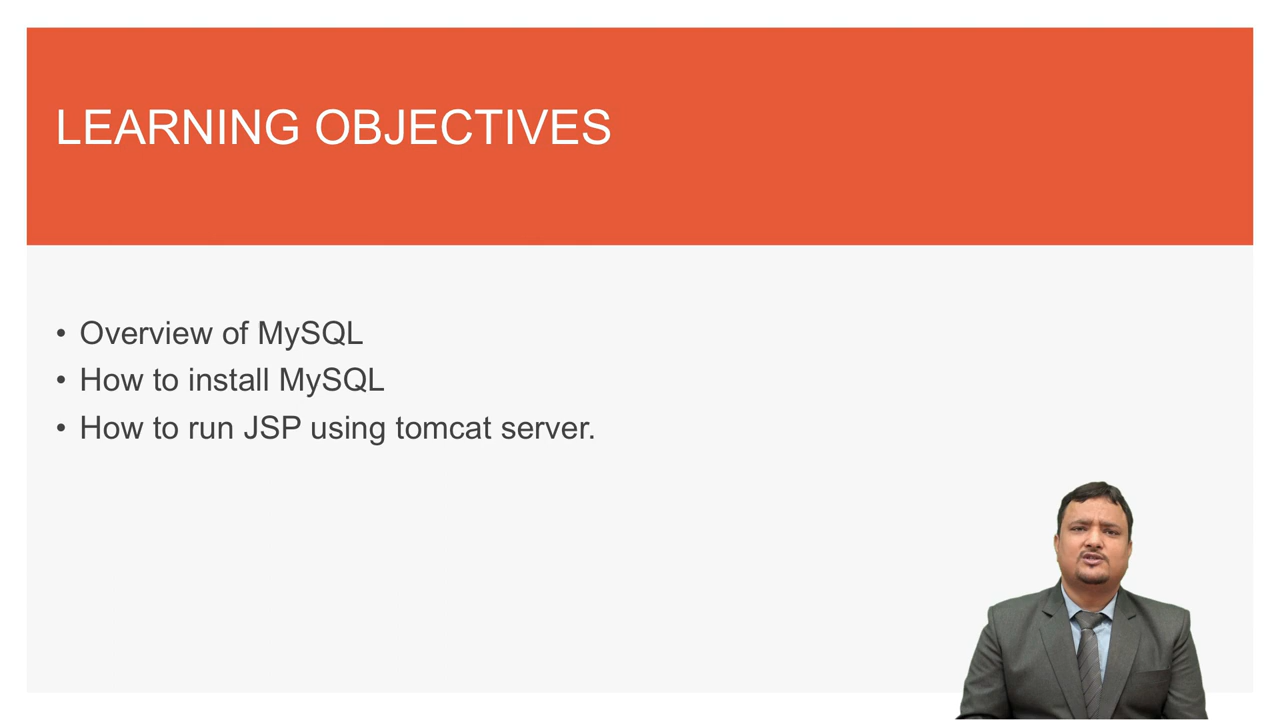 LEARNING OBJECTIVES
• Overview of MySQL
• How to install MySQL
• How to run JSP using tomcat server.